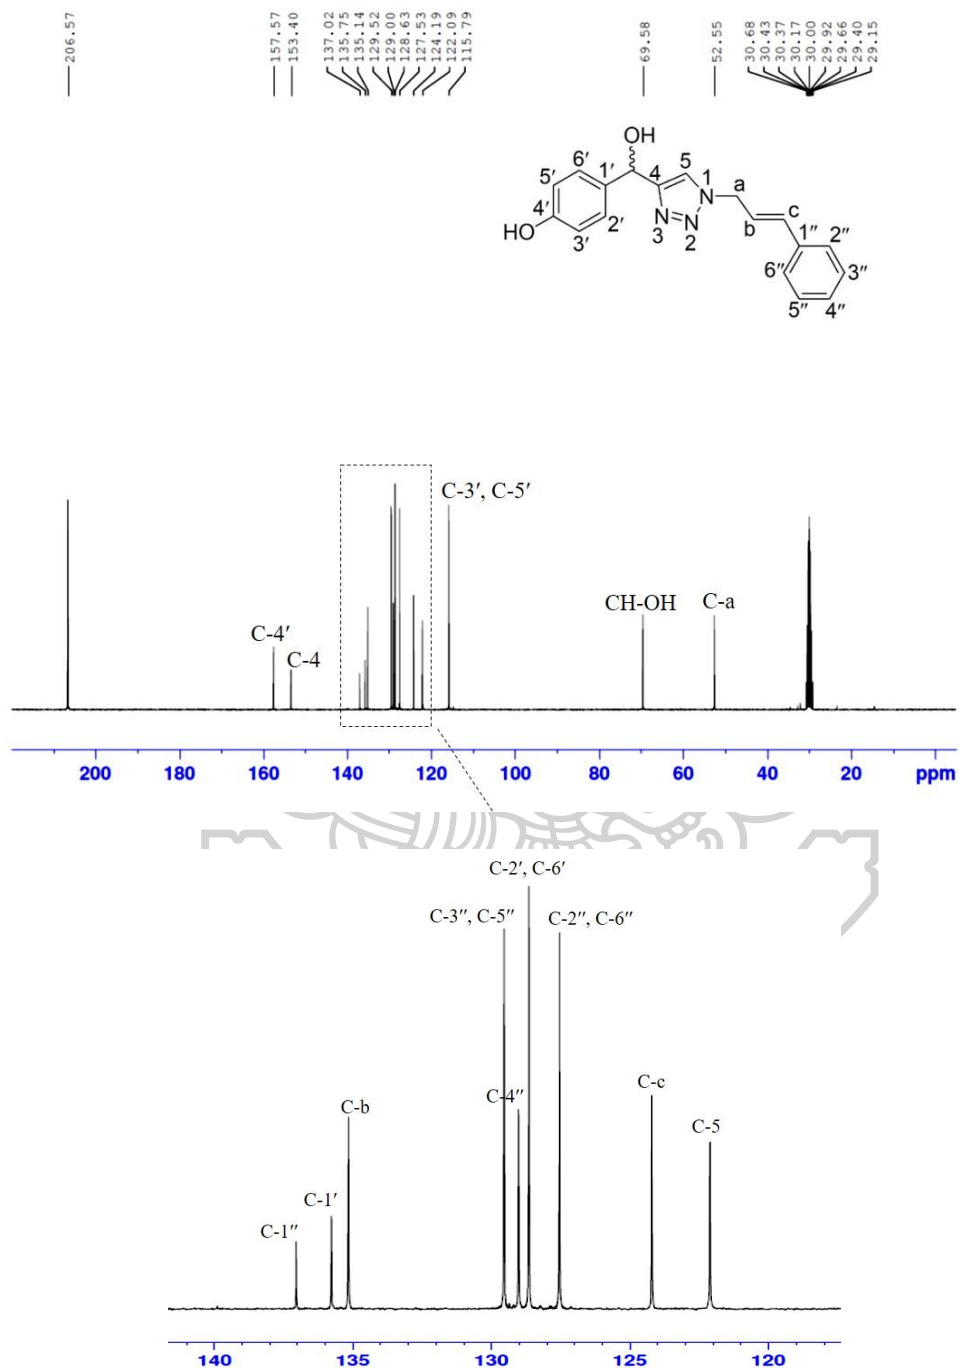 206.57
157.57
153.40
137.02
135.75
135.14
129.52
129.00
128.63
127.53
124.19
122.09
115.79
69.58
52.55
30.68
30.43
30.37
30.17
30.00
29.92
29.66
29.40
29.15
OH
6′ 1′ 4 5 1 a
5′ N c
4′ 2′ N N b 1″ 2″
HO 3′ 3 2
6″ 3″
5″ 4″
C-3′, C-5′
CH-OH C-a
C-4′
C-4
200 180 160 140 120 100 80 60 40 20 ppm
C-2′, C-6′
C-3″, C-5″ C-2″, C-6″
C-c
C-4″
C-b
C-5
C-1′
C-1″
140 135 130 125 120